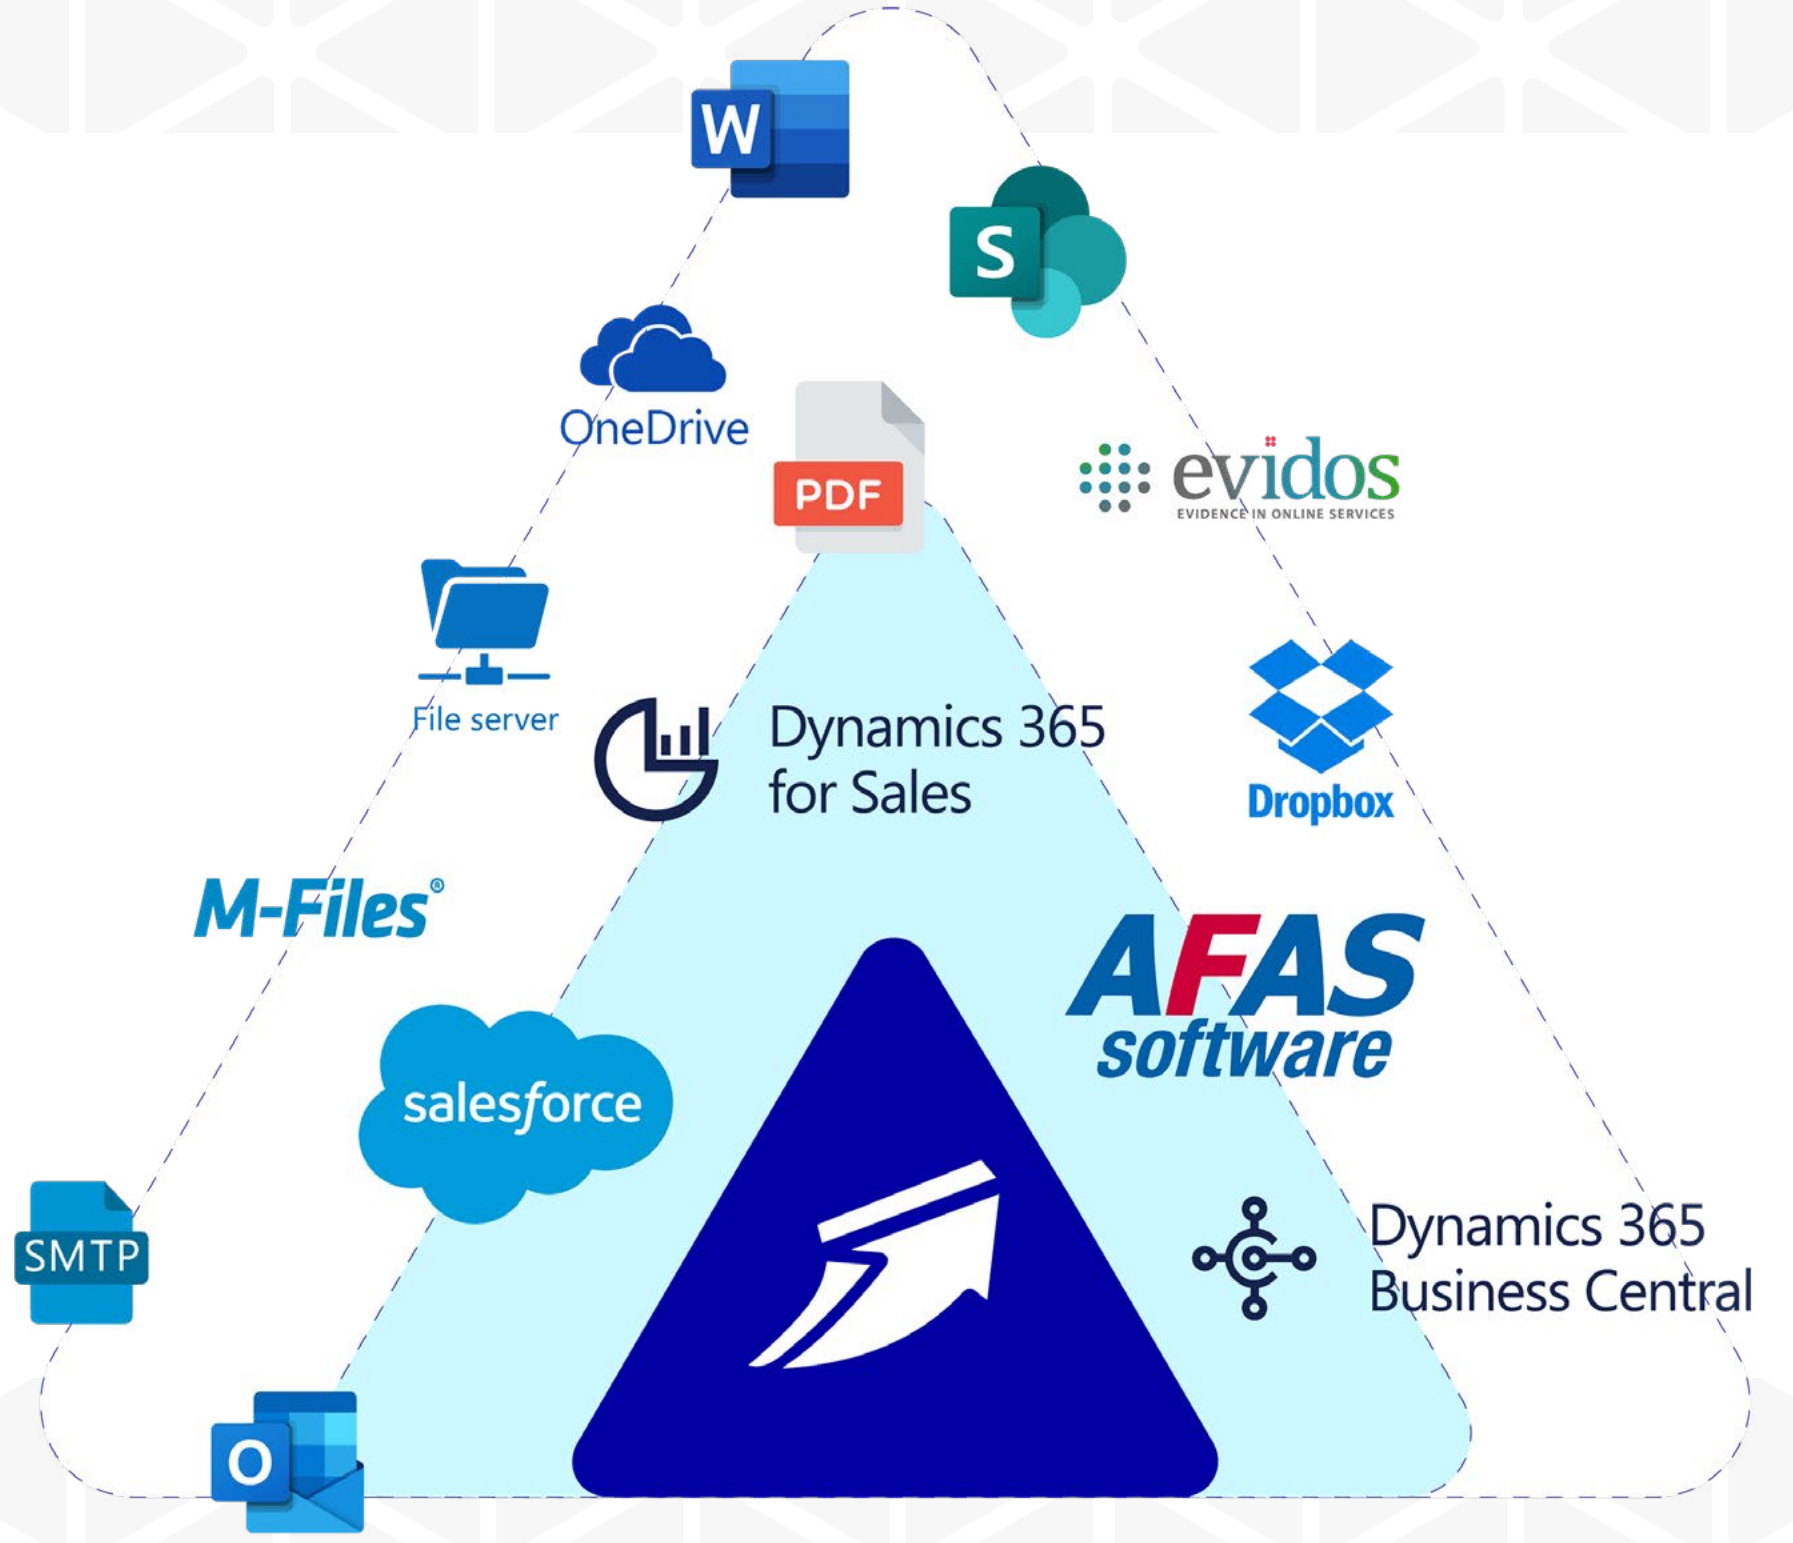 W
S
OneDrive
PDF
evidos
EVIDENCE IN ONLINE SERVICES
File server
Dynamics 365
for Sales
Dropbox
M-Files®
AFAS
software
salesforce
SMTP
Dynamics 365
Business Central
O